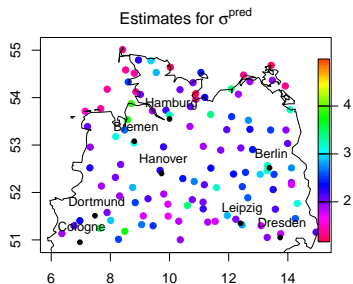 Estimates for σ^pred
55
54
53
52
51
Hamburg
Bremen
Hanover
Berlin
Dortmund
Leipzig
Cologne
Dresden
4
3
2
1
6
8
10
12
14